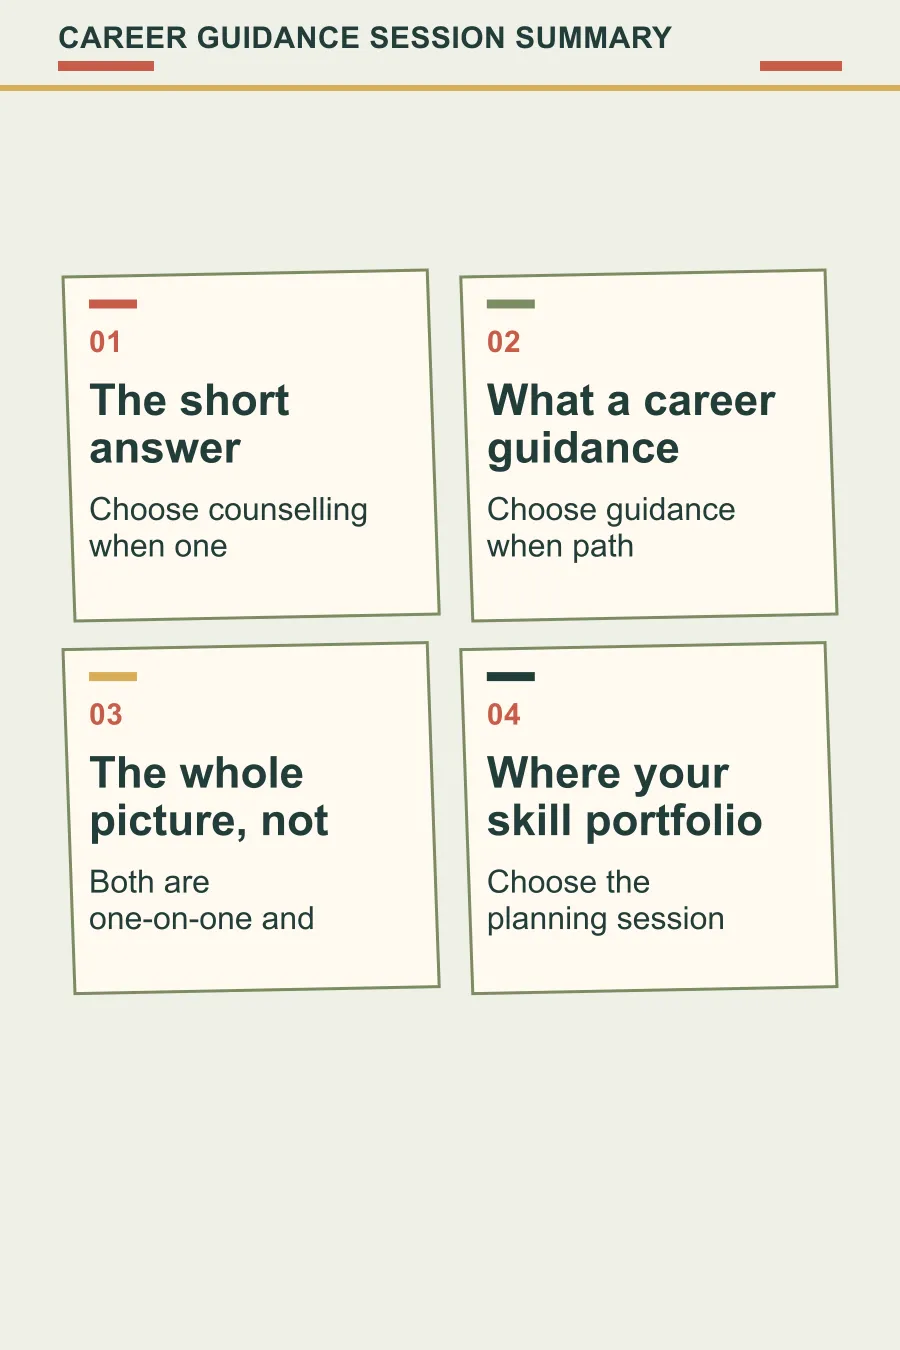 CAREER GUIDANCE SESSION SUMMARY
01
The short
answer
Choose counselling
when one
02
What a career
guidance
Choose guidance
when path
03
The whole
picture, not
Both are
one-on-one and
04
Where your
skill portfolio
Choose the
planning session